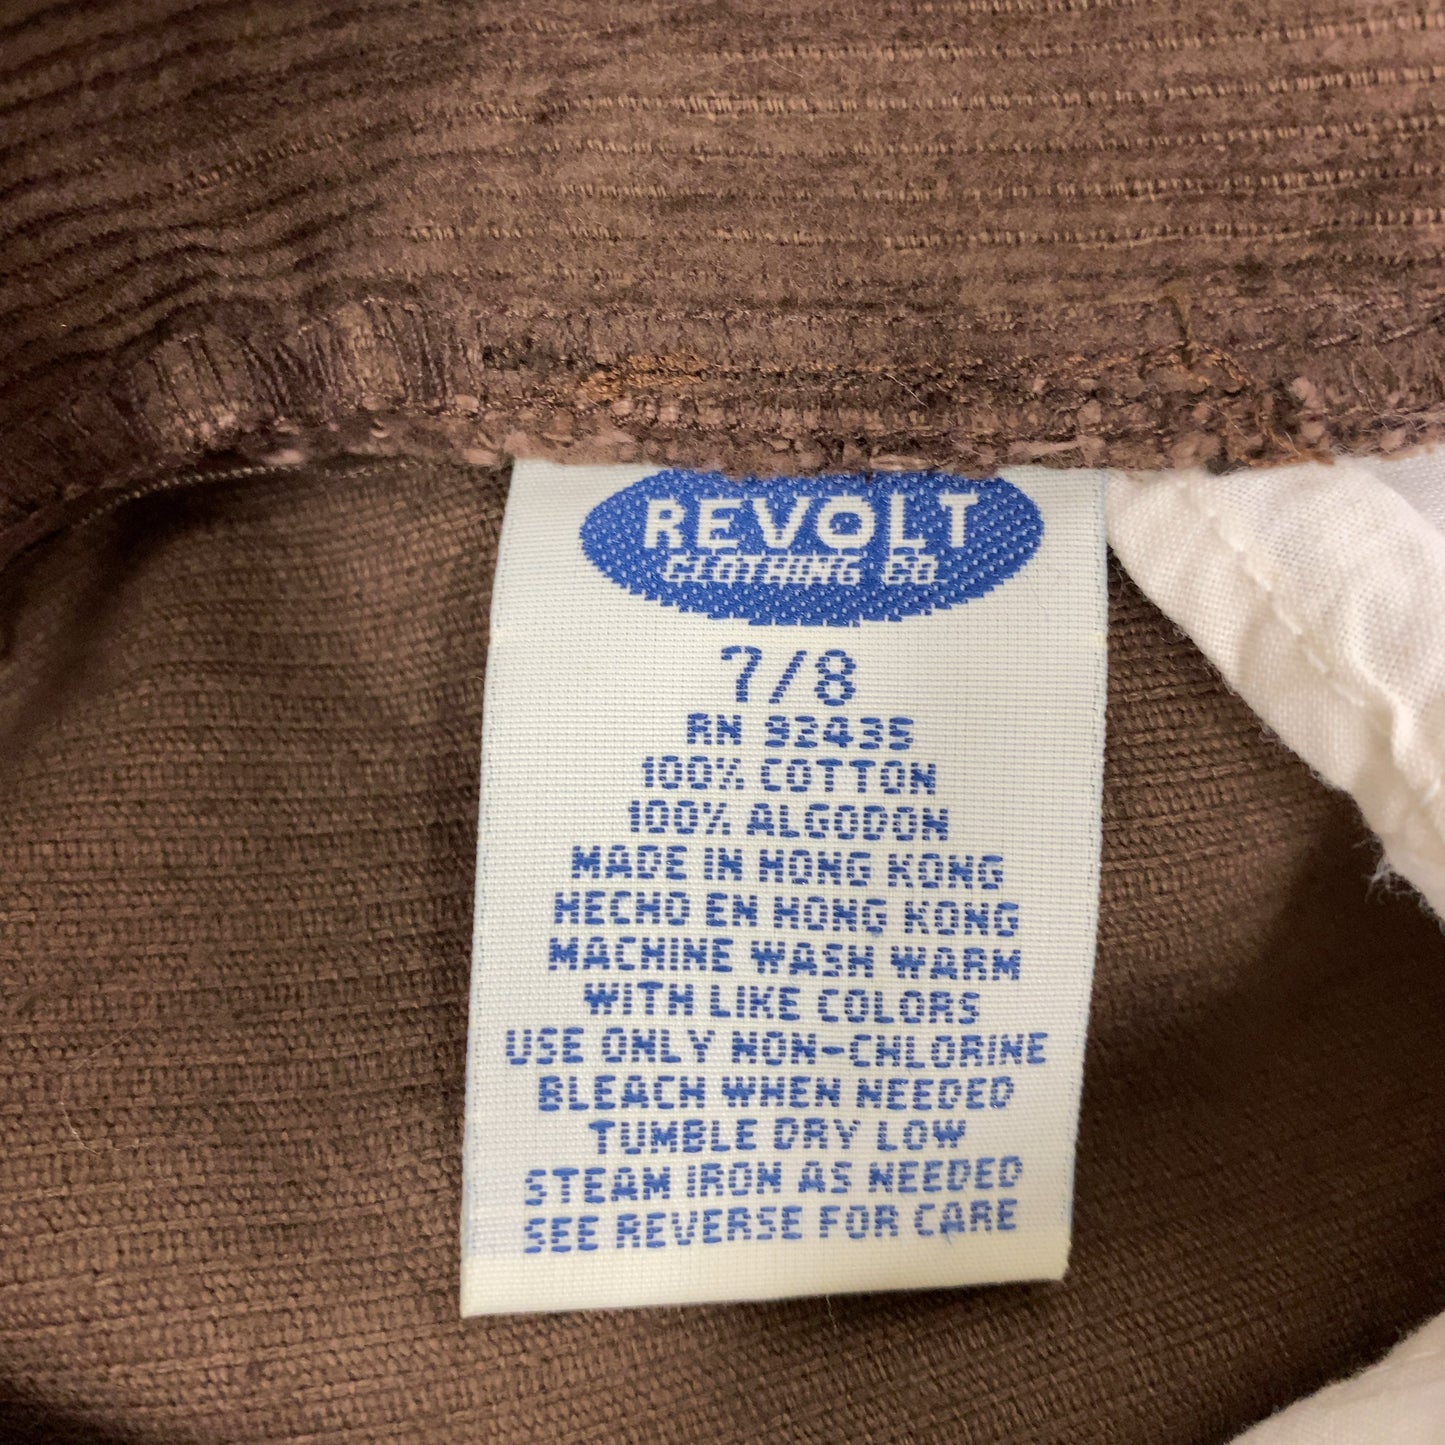 REVOLT
CLOTHING CO.
7/8
RN 92435
100% COTTON
100% ALGODON
MADE IN HONG KONG
HECHO EN HONG KONG
MACHINE WASH WARM
WITH LIKE COLORS
USE ONLY NON-CHLORINE
BLEACH WHEN NEEDED
TUMBLE DRY LOW
STEAM IRON AS NEEDED
SEE REVERSE FOR CARE